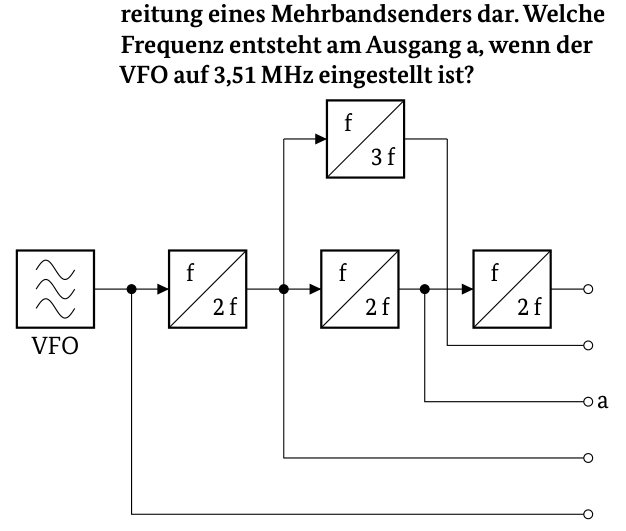 reitung eines Mehrbandsenders dar. Welche
Frequenz entsteht am Ausgang a, wenn der
VFO auf 3,51 MHz eingestellt ist?
f
3 f
f
2 f
f
2 f
f
2 f
VFO
a